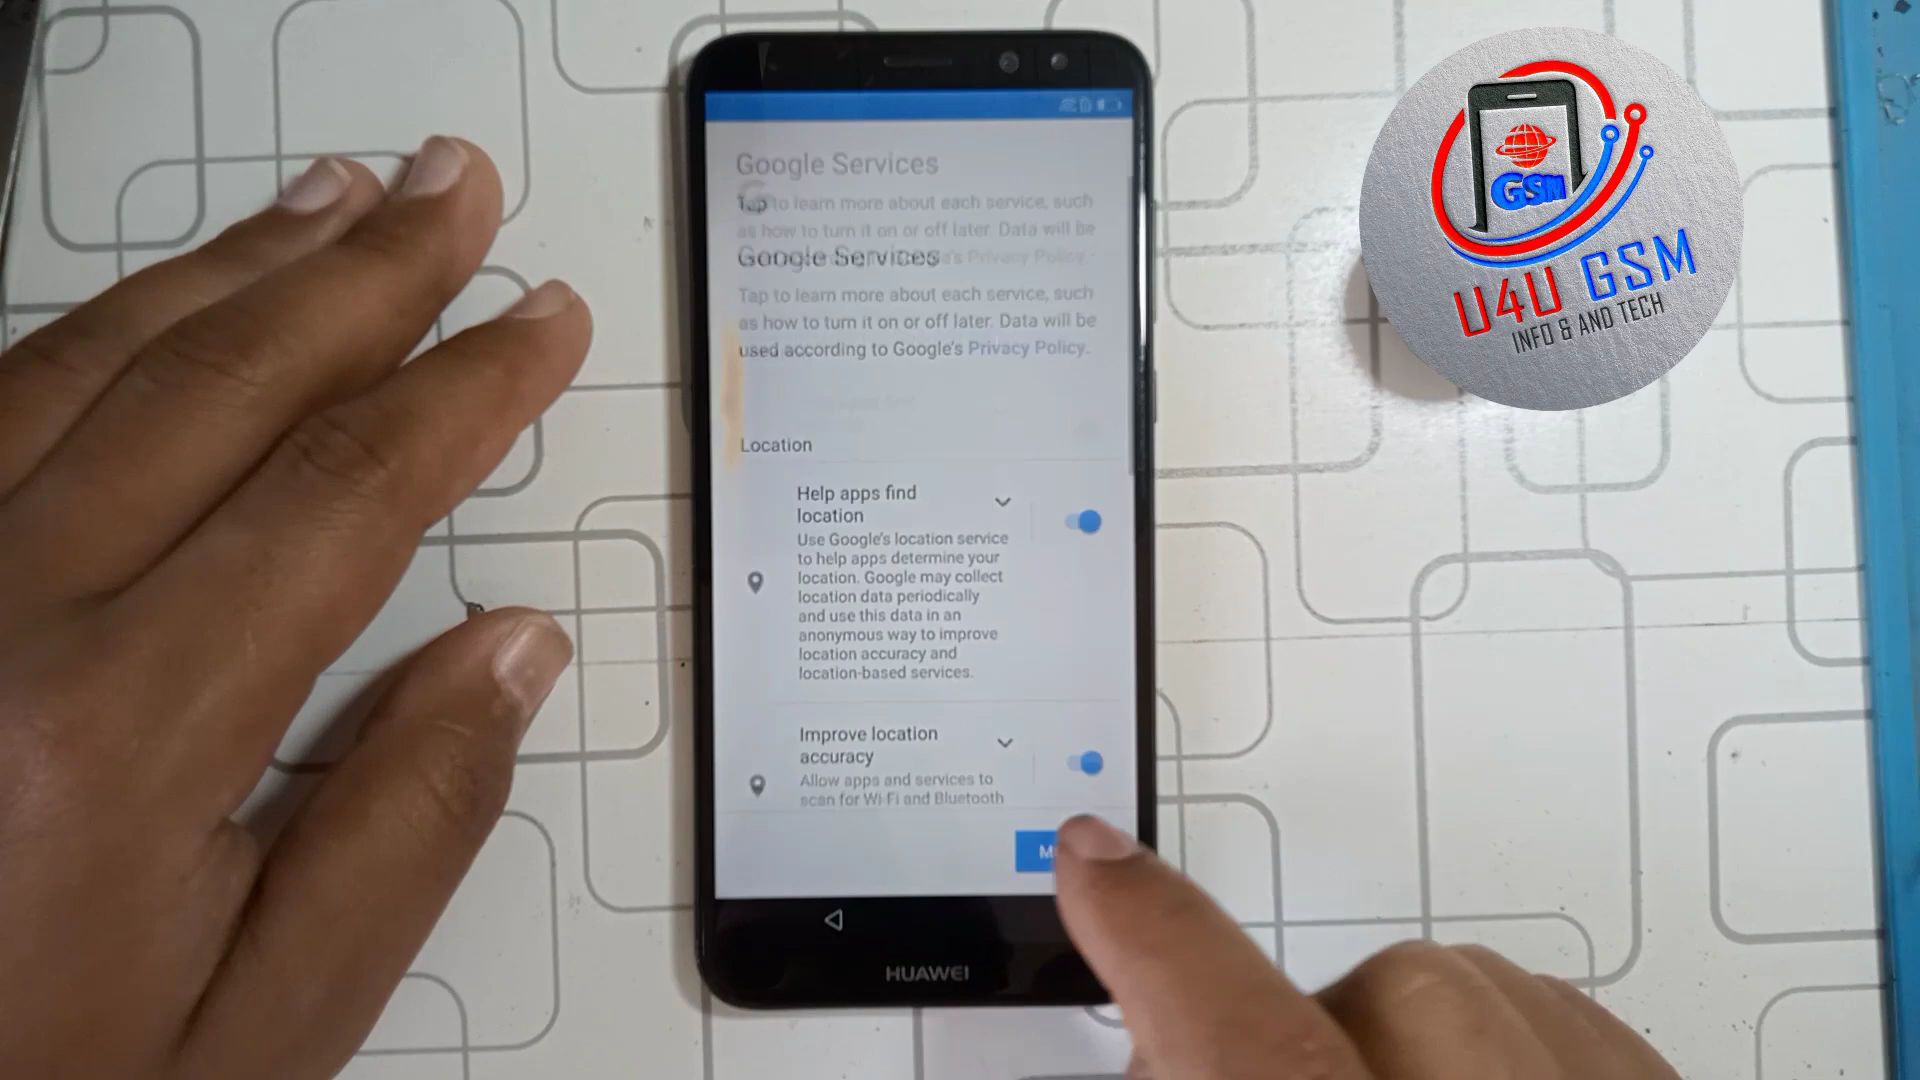 Google Services
Tap to learn more about each service, such
as how to turn it on or off later. Data will be
Google Services
Tap to learn more about each service, such
as how to turn it on or off later. Data will be
used according to Google's Privacy Policy.
Location
Help apps find
location
Use Google's location service
to help apps determine your
location. Google may collect
location data periodically
and use this data in an
anonymous way to improve
location accuracy and
location-based services.
Improve location
accuracy
Allow apps and services to
scan for Wi-Fi and Bluetooth
HUAWEI
GSM
U4U GSM
INFO & AND TECH